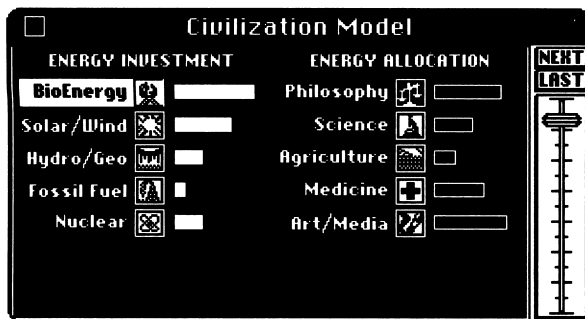 Civilization Model
ENERGY INVESTMENT
ENERGY ALLOCATION
NEXT
LAST
BioEnergy
Philosophy
Solar/Wind
Science
Hydro/Geo
Agriculture
Fossil Fuel
Medicine
Nuclear
Art/Media